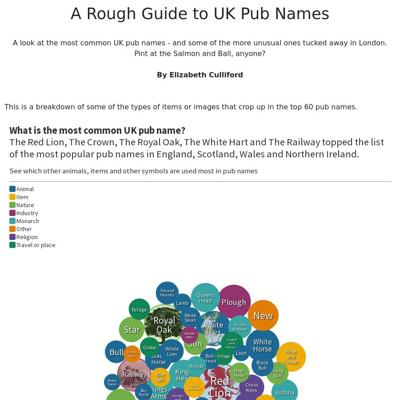 A Rough Guide to UK Pub Names
A look at the most common UK pub names - and some of the more unusual ones tucked away in London.
Pint at the Salmon and Ball, anyone?
By Elizabeth Culliford
This is a breakdown of some of the types of items or images that crop up in the top 60 pub names.
What is the most common UK pub name?
The Red Lion, The Crown, The Royal Oak, The White Hart and The Railway topped the list
of the most popular pub names in England, Scotland, Wales and Northern Ireland.
See which other animals, items and other symbols are used most in pub names
Animal
Item
Nature
Industry
Monarch
Other
Religion
Travel or place
Fox and
Hounds
Queens
Head
Lamb
Plough
Bridge
White
Swan
New
Star
Royal
Oak
White
Hart
Prince
of Wales
Sun
Bull
Globe
White
Lion
Lion
White
Horse
Rose
and
Crown
Railway
Kings
Head
Royal
Red
Lion
Cross
Keys
Victoria
Kings
Arms